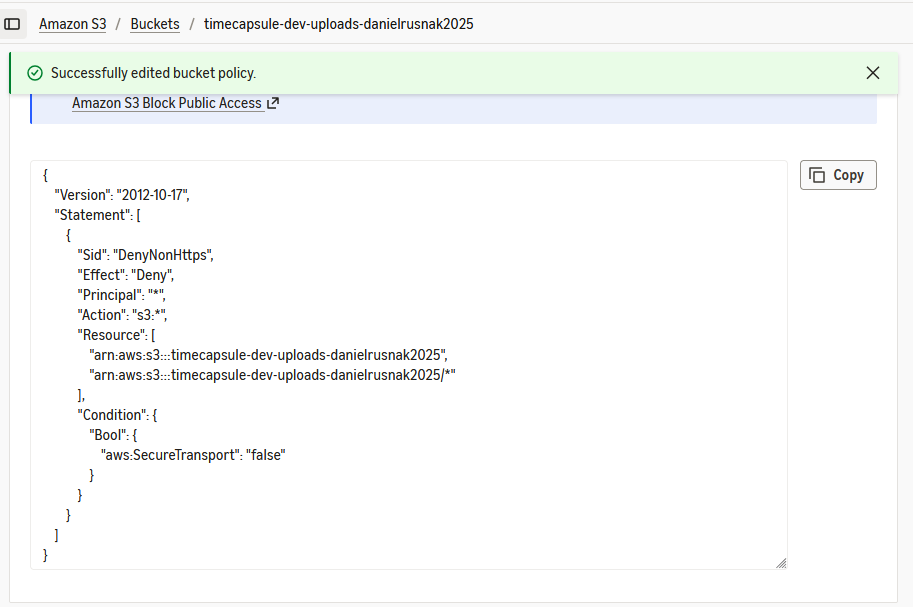 Amazon S3 / Buckets / timecapsule-dev-uploads-danielrusnak2025
Successfully edited bucket policy.
Amazon S3 Block Public Access
{
"Version": "2012-10-17",
"Statement": [
{
"Sid": "DenyNonHttps",
"Effect": "Deny",
"Principal": "*",
"Action": "s3:*",
"Resource": [
"arn:aws:s3:::timecapsule-dev-uploads-danielrusnak2025",
"arn:aws:s3:::timecapsule-dev-uploads-danielrusnak2025/*"
],
"Condition": {
"Bool": {
"aws:SecureTransport": "false"
}
}
}
]
}
Copy